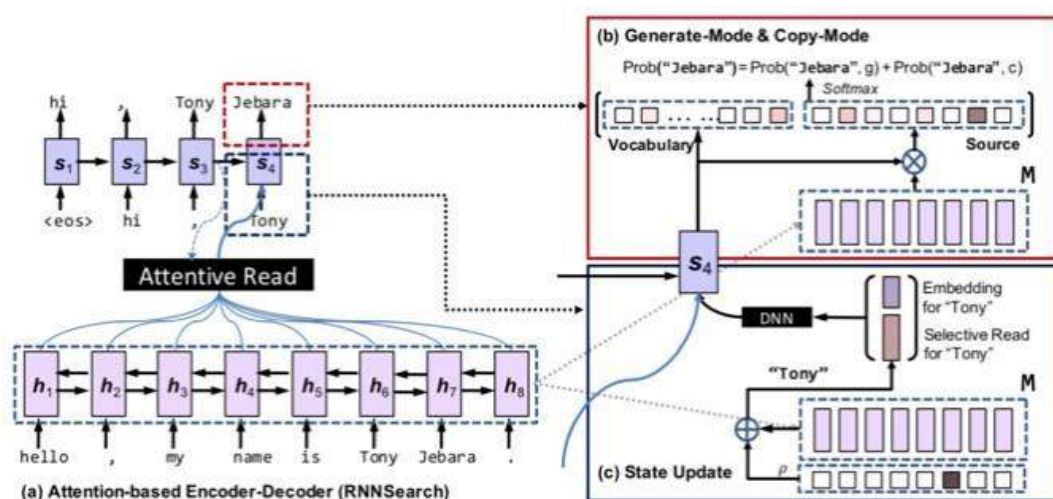 hi , Tony Jebara
s1 s2 s3 s4
<eos> hi , Tony
Attentive Read
h1 h2 h3 h4 h5 h6 h7 h8
hello , my name is Tony Jebara .
(a) Attention-based Encoder-Decoder (RNNSearch)
(b) Generate-Mode & Copy-Mode
Prob("Jebara") = Prob("Jebara", g) + Prob("Jebara", c)
Softmax
... ...
Vocabulary Source
M
s4
Embedding
for "Tony"
DNN
Selective Read
for "Tony"
"Tony"
M
ρ
(c) State Update